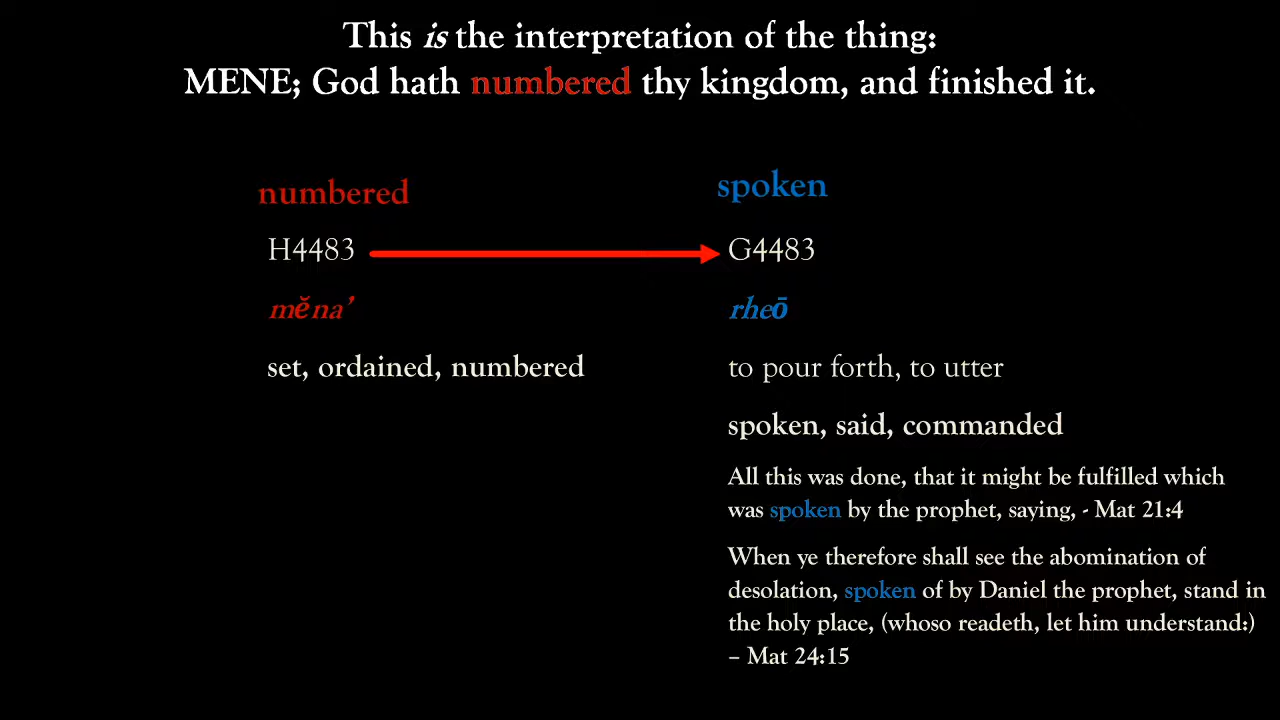 This is the interpretation of the thing:
MENE; God hath numbered thy kingdom, and finished it.
numbered
H4483
mĕna’
set, ordained, numbered
spoken
G4483
rheō
to pour forth, to utter
spoken, said, commanded
All this was done, that it might be fulfilled which
was spoken by the prophet, saying, - Mat 21:4
When ye therefore shall see the abomination of
desolation, spoken of by Daniel the prophet, stand in
the holy place, (whoso readeth, let him understand:)
– Mat 24:15